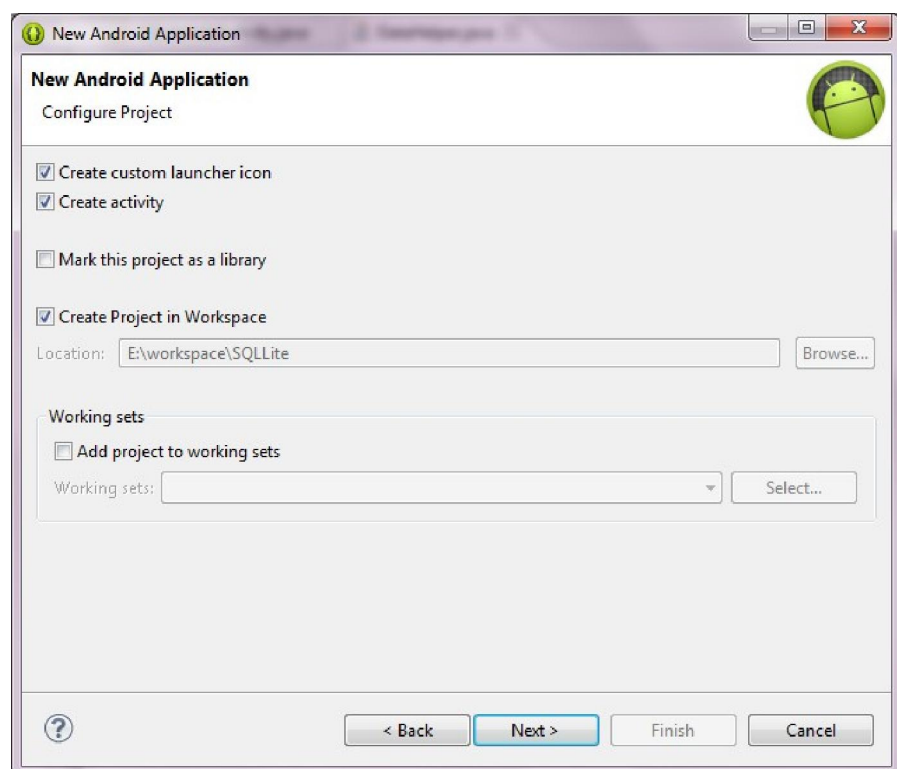 New Android Application
New Android Application
Configure Project
Create custom launcher icon
Create activity
Mark this project as a library
Create Project in Workspace
Location: E:\workspace\SQLLite Browse...
Working sets
Add project to working sets
Working sets: Select...
< Back Next > Finish Cancel